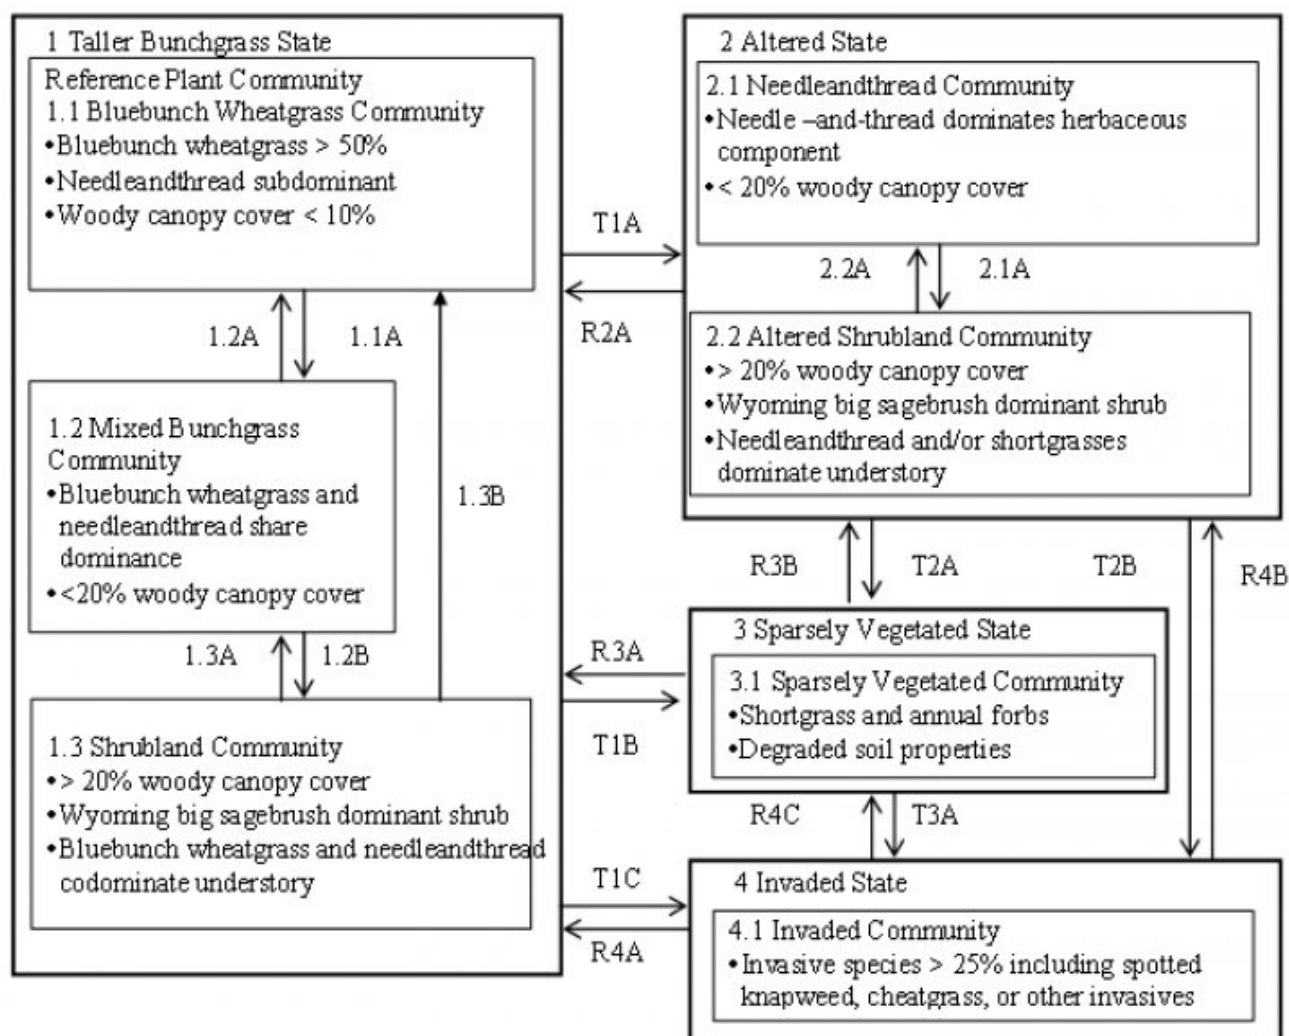 1 Taller Bunchgrass State
Reference Plant Community
1.1 Bluebunch Wheatgrass Community
•Bluebunch wheatgrass > 50%
•Needleandthread subdominant
•Woody canopy cover < 10%
1.2A
1.1A
1.2 Mixed Bunchgrass
Community
•Bluebunch wheatgrass and
needleandthread share
dominance
•<20% woody canopy cover
1.3B
1.3A
1.2B
1.3 Shrubland Community
•> 20% woody canopy cover
•Wyoming big sagebrush dominant shrub
•Bluebunch wheatgrass and needleandthread
codominate understory
T1A
R2A
R3A
T1B
T1C
R4A
2 Altered State
2.1 Needleandthread Community
•Needle –and-thread dominates herbaceous
component
•< 20% woody canopy cover
2.2A
2.1A
2.2 Altered Shrubland Community
•> 20% woody canopy cover
•Wyoming big sagebrush dominant shrub
•Needleandthread and/or shortgrasses
dominate understory
R3B
T2A
T2B
R4B
3 Sparsely Vegetated State
3.1 Sparsely Vegetated Community
•Shortgrass and annual forbs
•Degraded soil properties
R4C
T3A
4 Invaded State
4.1 Invaded Community
•Invasive species > 25% including spotted
knapweed, cheatgrass, or other invasives